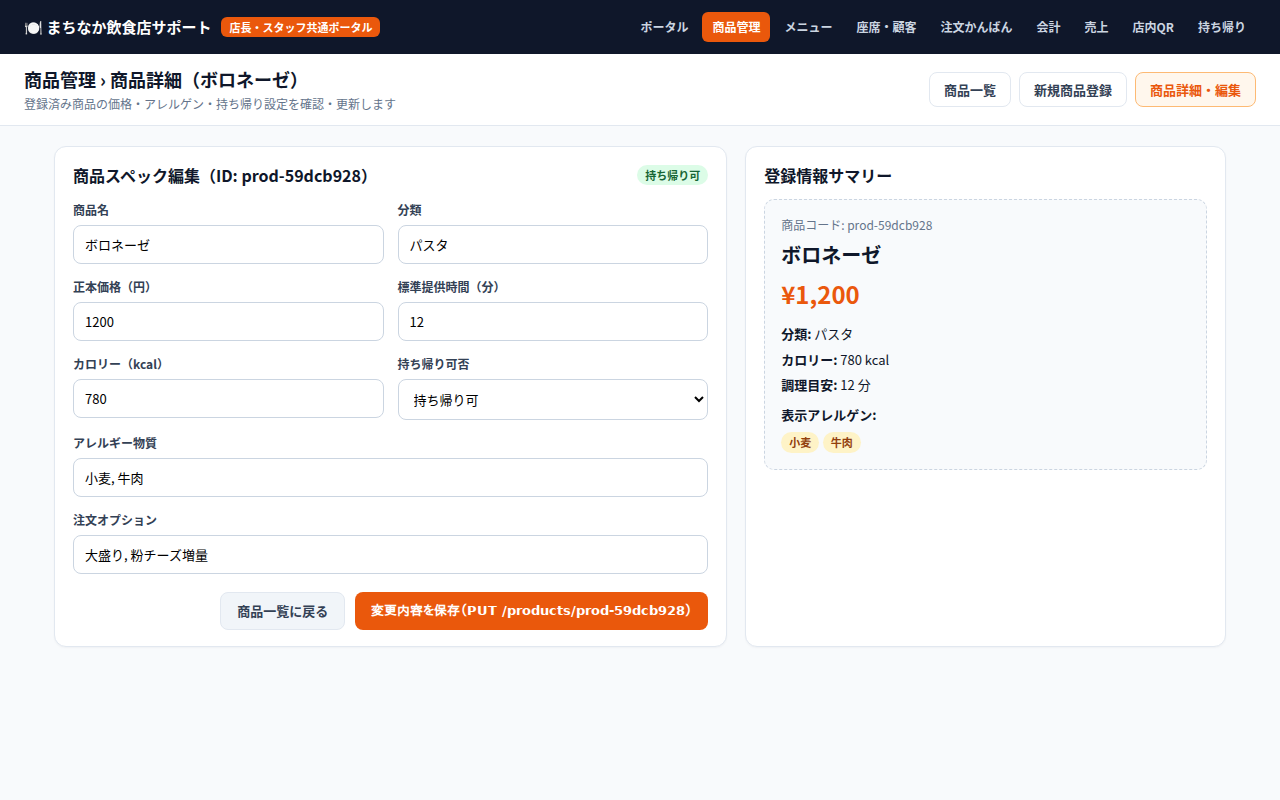 🍽️ まちなか飲食店サポート 店長・スタッフ共通ポータル ポータル 商品管理 メニュー 座席・顧客 注文かんばん 会計 売上 店内QR 持ち帰り
商品管理 › 商品詳細（ボロネーゼ）
登録済み商品の価格・アレルゲン・持ち帰り設定を確認・更新します
商品一覧 新規商品登録 商品詳細・編集
商品スペック編集（ID: prod-59dcb928） 持ち帰り可
商品名 分類
ボロネーゼ パスタ
正本価格（円） 標準提供時間（分）
1200 12
カロリー（kcal） 持ち帰り可否
780 持ち帰り可
アレルギー物質
小麦, 牛肉
注文オプション
大盛り, 粉チーズ増量
商品一覧に戻る 変更内容を保存（PUT /products/prod-59dcb928）
登録情報サマリー
商品コード: prod-59dcb928
ボロネーゼ
¥1,200
分類: パスタ
カロリー: 780 kcal
調理目安: 12 分
表示アレルゲン:
小麦 牛肉